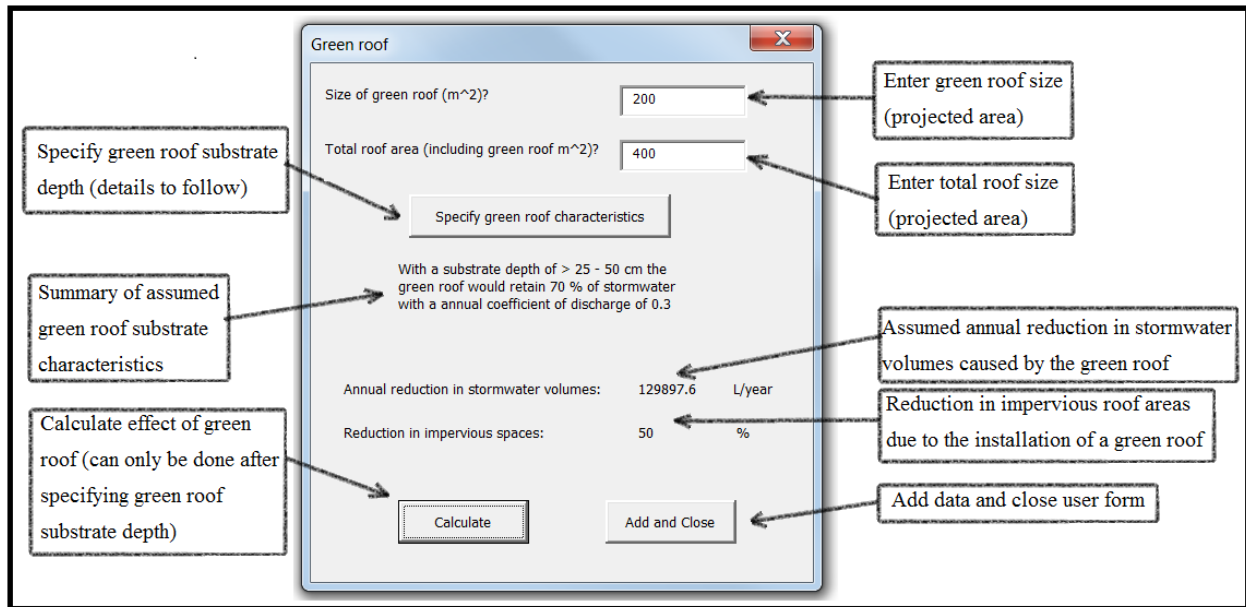 Green roof
Size of green roof (m^2)?
200
Total roof area (including green roof m^2)?
400
Specify green roof characteristics
With a substrate depth of > 25 - 50 cm the
green roof would retain 70 % of stormwater
with a annual coefficient of discharge of 0.3
Annual reduction in stormwater volumes: 129897.6 L/year
Reduction in impervious spaces: 50 %
Calculate
Add and Close
Specify green roof substrate
depth (details to follow)
Summary of assumed
green roof substrate
characteristics
Calculate effect of green
roof (can only be done after
specifying green roof
substrate depth)
Enter green roof size
(projected area)
Enter total roof size
(projected area)
Assumed annual reduction in stormwater
volumes caused by the green roof
Reduction in impervious roof areas
due to the installation of a green roof
Add data and close user form